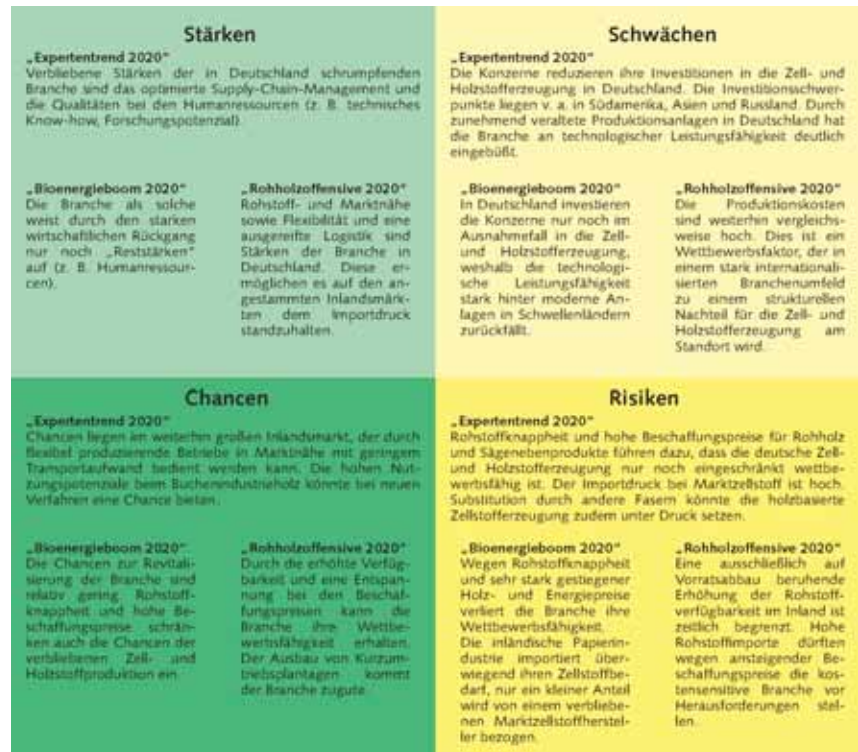 Stärken
„Expertentrend 2020“
Verbliebene Stärken der in Deutschland schrumpfenden
Branche sind das optimierte Supply-Chain-Management und
die Qualitäten bei den Humanressourcen (z. B. technisches
Know-how, Forschungspotenzial).
„Bioenergieboom 2020“
Die Branche als solche
weist durch den starken
wirtschaftlichen Rückgang
nur noch „Reststärken“
auf (z. B. Humanressour-
cen).
„Rohholzoffensive 2020“
Rohstoff- und Marktnähe
sowie Flexibilität und eine
ausgereifte Logistik sind
Stärken der Branche in
Deutschland. Diese er-
möglichen es auf den an-
gestammten Inlandsmärk-
ten dem Importdruck
standzuhalten.
Schwächen
„Expertentrend 2020“
Die Konzerne reduzieren ihre Investitionen in die Zell- und
Holzstofferzeugung in Deutschland. Die Investitionsschwer-
punkte liegen v. a. in Südamerika, Asien und Russland. Durch
zunehmend veraltete Produktionsanlagen in Deutschland hat
die Branche an technologischer Leistungsfähigkeit deutlich
eingebüßt.
„Bioenergieboom 2020“
In Deutschland investieren
die Konzerne nur noch im
Ausnahmefall in die Zell-
und Holzstofferzeugung,
weshalb die technologi-
sche Leistungsfähigkeit
stark hinter moderne An-
lagen in Schwellenländern
zurückfällt.
„Rohholzoffensive 2020“
Die Produktionskosten
sind weiterhin vergleichs-
weise hoch. Dies ist ein
Wettbewerbsfaktor, der in
einem stark internationali-
sierten Branchenumfeld
zu einem strukturellen
Nachteil für die Zell- und
Holzstofferzeugung am
Standort wird.
Chancen
„Expertentrend 2020“
Chancen liegen im weiterhin großen Inlandsmarkt, der durch
flexibel produzierende Betriebe in Marktnähe mit geringem
Transportaufwand bedient werden kann. Die hohen Nut-
zungspotenziale beim Buchenindustrieholz könnte bei neuen
Verfahren eine Chance bieten.
„Bioenergieboom 2020“
Die Chancen zur Revitali-
sierung der Branche sind
relativ gering. Rohstoff-
knappheit und hohe Be-
schaffungspreise schrän-
ken auch die Chancen der
verbliebenen Zell- und
Holzstoffproduktion ein.
„Rohholzoffensive 2020“
Durch die erhöhte Verfüg-
barkeit und eine Entspan-
nung bei den Beschaf-
fungspreisen kann die
Branche ihre Wettbe-
werbsfähigkeit erhalten.
Der Ausbau von Kurzum-
triebsplantagen kommt
der Branche zugute.
Risiken
„Expertentrend 2020“
Rohstoffknappheit und hohe Beschaffungspreise für Rohholz
und Sägenebenprodukte führen dazu, dass die deutsche Zell-
und Holzstofferzeugung nur noch eingeschränkt wettbe-
werbsfähig ist. Der Importdruck bei Marktzellstoff ist hoch.
Substitution durch andere Fasern könnte die holzbasierte
Zellstofferzeugung zudem unter Druck setzen.
„Bioenergieboom 2020“
Wegen Rohstoffknappheit
und sehr stark gestiegener
Holz- und Energiepreise
verliert die Branche ihre
Wettbewerbsfähigkeit.
Die inländische Papierin-
dustrie importiert über-
wiegend ihren Zellstoffbe-
darf, nur ein kleiner Anteil
wird von einem verbliebe-
nen Marktzellstoffherstel-
ler bezogen.
„Rohholzoffensive 2020“
Eine ausschließlich auf
Vorratsabbau beruhende
Erhöhung der Rohstoff-
verfügbarkeit im Inland ist
zeitlich begrenzt. Hohe
Rohstoffimporte dürften
wegen ansteigender Be-
schaffungspreise die kos-
tensensitive Branche vor
Herausforderungen stel-
len.